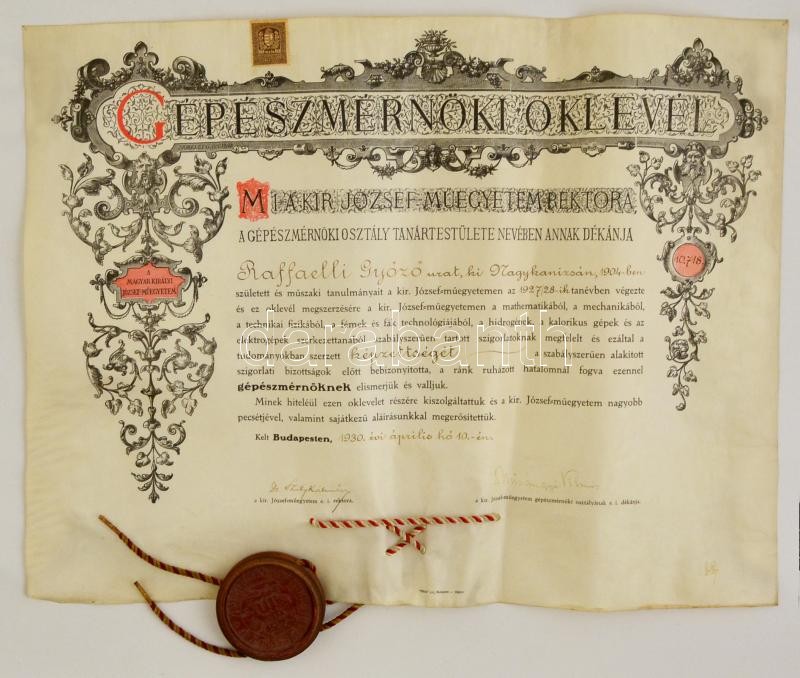 GÉPÉSZMÉRNÖKI OKLEVÉL
MI A KIR. JÓZSEF-MŰEGYETEM REKTORA,
A GÉPÉSZMÉRNÖKI OSZTÁLY TANÁRTESTÜLETE NEVÉBEN ANNAK DÉKÁNJA
A
MAGYAR KIRÁLYI
JÓZSEF-MŰEGYETEM
10.718.
Raffaelli Győző urat, ki Nagykanizsán, 1904-ben
született és műszaki tanulmányait a kir. József-műegyetemen az 1927/28-ik tanévben végezte
és ez oklevél megszerzésére a kir. József-műegyetemen a mathematikából, a mechanikából,
a technikai fizikából, a fémek és fák technológiájából, a hidrogépek, a kalorikus gépek és az
elektrogépek szerkezettanából szabályszerűen tartott szigorlatoknak megfelelt és ezáltal a
tudományokban szerzett képzettségét a szabályszerűen alakított
szigorlati bizottságok előtt bebizonyította, a ránk ruházott hatalomnál fogva ezennel
gépészmérnöknek elismerjük és valljuk.
Minek hiteléül ezen oklevelet részére kiszolgáltattuk és a kir. József-műegyetem nagyobb
pecsétjével, valamint sajátkezű aláírásunkkal megerősítettük.
Kelt Budapesten, 1930. évi április hó 10.-én.
a kir. József-műegyetem e. i. rektora.
a kir. József-műegyetem gépészmérnöki osztályának e. i. dékánja.
darabanth